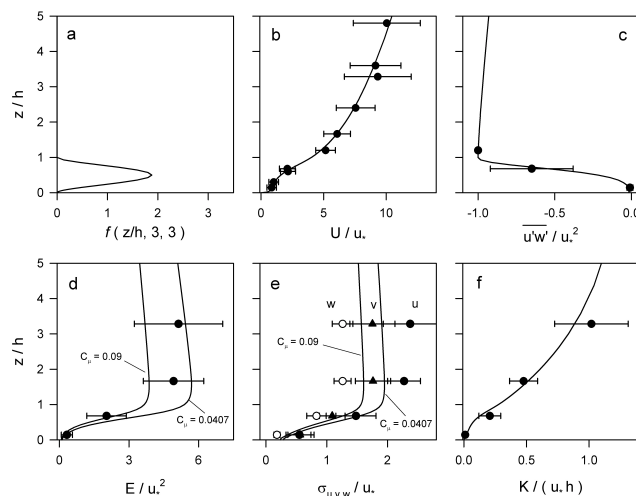 a
b
c
z / h
5
4
3
2
1
0
0 1 2 3
f ( z/h, 3, 3 )
0 5 10
U / u*
-1.0 -0.5 0.0
u'w' / u*²
d
e
f
z / h
5
4
3
2
1
0
w v u
Cμ = 0.09
Cμ = 0.09
Cμ = 0.0407
Cμ = 0.0407
0 3 6
E / u*²
0 2 4
σu,v,w / u*
0.0 0.5 1.0
K / ( u* h )